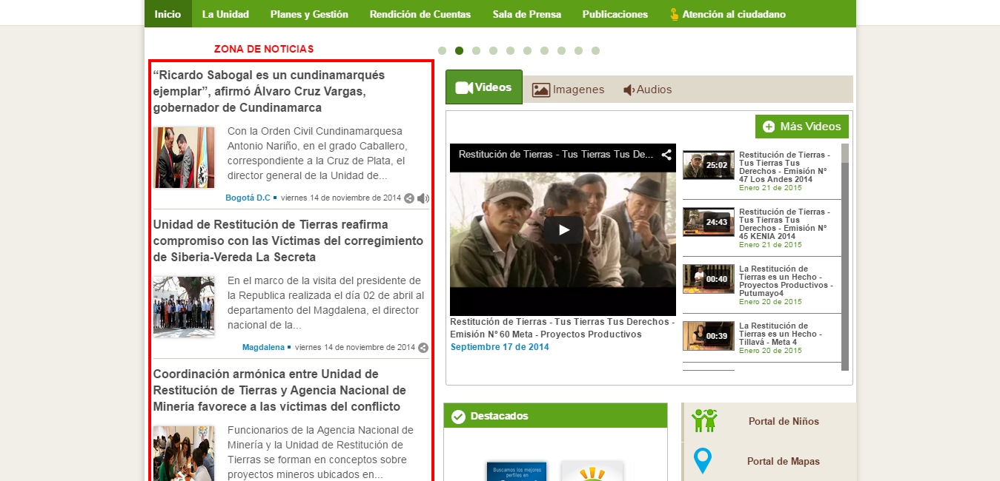 Inicio La Unidad Planes y Gestión Rendición de Cuentas Sala de Prensa Publicaciones Atención al ciudadano
ZONA DE NOTICIAS
“Ricardo Sabogal es un cundinamarqués
ejemplar”, afirmó Álvaro Cruz Vargas,
gobernador de Cundinamarca
Con la Orden Civil Cundinamarquesa
Antonio Nariño, en el grado Caballero,
correspondiente a la Cruz de Plata, el
director general de la Unidad de...
Bogotá D.C viernes 14 de noviembre de 2014
Unidad de Restitución de Tierras reafirma
compromiso con las Víctimas del corregimiento
de Siberia-Vereda La Secreta
En el marco de la visita del presidente de
la Republica realizada el día 02 de abril al
departamento del Magdalena, el director
nacional de la...
Magdalena viernes 14 de noviembre de 2014
Coordinación armónica entre Unidad de
Restitución de Tierras y Agencia Nacional de
Minería favorece a las víctimas del conflicto
Funcionarios de la Agencia Nacional de
Minería y la Unidad de Restitución de
Tierras se forman en conceptos sobre
proyectos mineros ubicados en...
Videos Imagenes Audios
Más Videos
Restitución de Tierras - Tus Tierras Tus De...
Restitución de Tierras - Tus Tierras Tus Derechos -
Emisión Nº 60 Meta - Proyectos Productivos
Septiembre 17 de 2014
25:02
Restitución de Tierras -
Tus Tierras Tus
Derechos - Emisión Nº
47 Los Andes 2014
Enero 21 de 2015
24:43
Restitución de Tierras -
Tus Tierras Tus
Derechos - Emisión Nº
45 KENIA 2014
Enero 21 de 2015
00:40
La Restitución de
Tierras es un Hecho -
Proyectos Productivos -
Putumayo4
Enero 20 de 2015
00:39
La Restitución de
Tierras es un Hecho -
Tillavá - Meta 4
Enero 20 de 2015
Destacados
Buscamos los mejores
perfiles en
Portal de Niños
Portal de Mapas